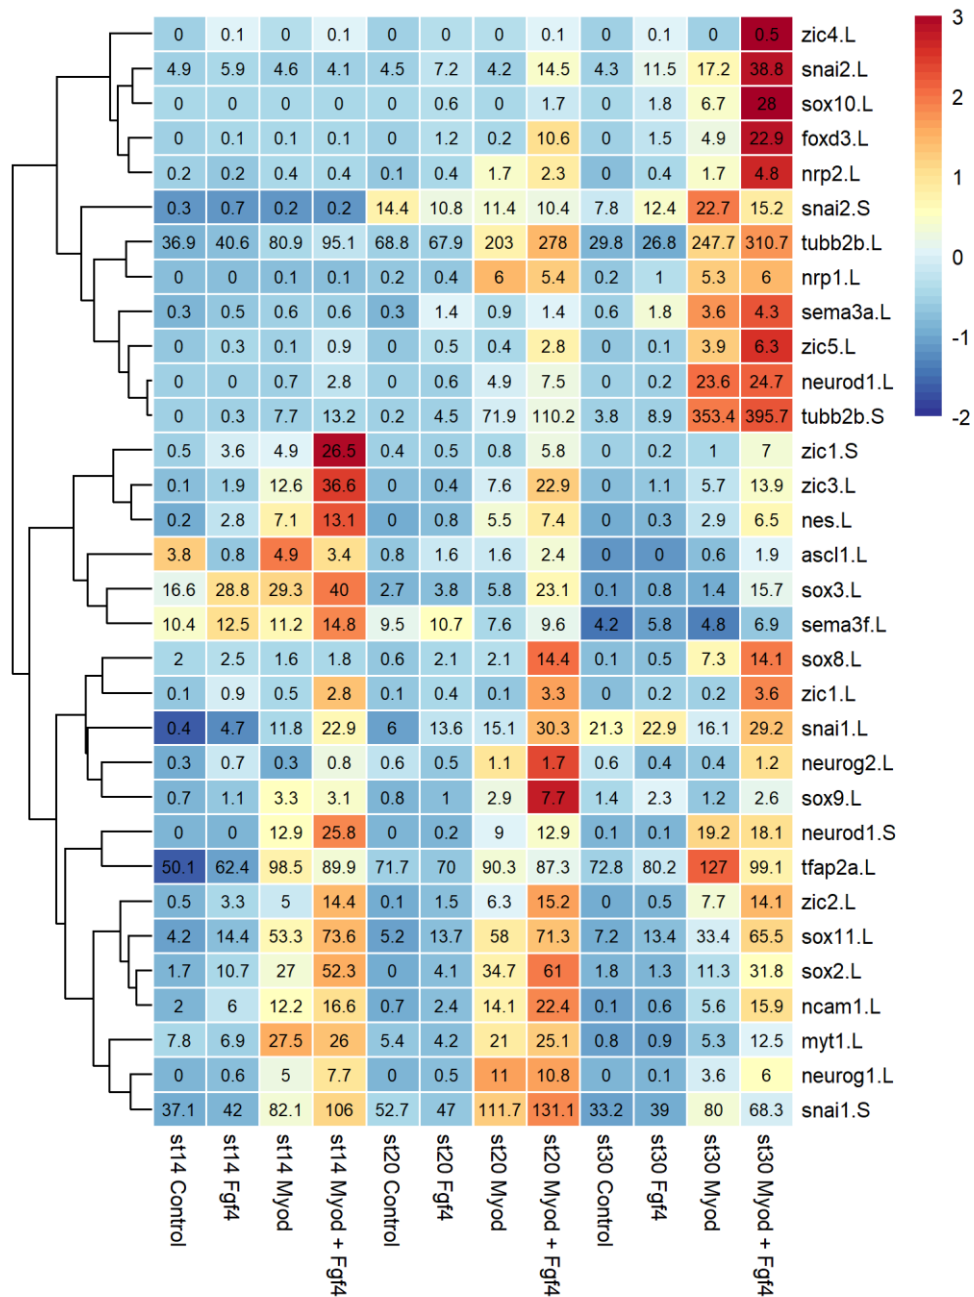 0 0.1 0 0.1 0 0 0 0.1 0 0.1 0 0.5 zic4.L
4.9 5.9 4.6 4.1 4.5 7.2 4.2 14.5 4.3 11.5 17.2 38.8 snai2.L
0 0 0 0 0 0.6 0 1.7 0 1.8 6.7 28 sox10.L
0 0.1 0.1 0.1 0 1.2 0.2 10.6 0 1.5 4.9 22.9 foxd3.L
0.2 0.2 0.4 0.4 0.1 0.4 1.7 2.3 0 0.4 1.7 4.8 nrp2.L
0.3 0.7 0.2 0.2 14.4 10.8 11.4 10.4 7.8 12.4 22.7 15.2 snai2.S
36.9 40.6 80.9 95.1 68.8 67.9 203 278 29.8 26.8 247.7 310.7 tubb2b.L
0 0 0.1 0.1 0.2 0.4 6 5.4 0.2 1 5.3 6 nrp1.L
0.3 0.5 0.6 0.6 0.3 1.4 0.9 1.4 0.6 1.8 3.6 4.3 sema3a.L
0 0.3 0.1 0.9 0 0.5 0.4 2.8 0 0.1 3.9 6.3 zic5.L
0 0 0.7 2.8 0 0.6 4.9 7.5 0 0.2 23.6 24.7 neurod1.L
0 0.3 7.7 13.2 0.2 4.5 71.9 110.2 3.8 8.9 353.4 395.7 tubb2b.S
0.5 3.6 4.9 26.5 0.4 0.5 0.8 5.8 0 0.2 1 7 zic1.S
0.1 1.9 12.6 36.6 0 0.4 7.6 22.9 0 1.1 5.7 13.9 zic3.L
0.2 2.8 7.1 13.1 0 0.8 5.5 7.4 0 0.3 2.9 6.5 nes.L
3.8 0.8 4.9 3.4 0.8 1.6 1.6 2.4 0 0 0.6 1.9 ascl1.L
16.6 28.8 29.3 40 2.7 3.8 5.8 23.1 0.1 0.8 1.4 15.7 sox3.L
10.4 12.5 11.2 14.8 9.5 10.7 7.6 9.6 4.2 5.8 4.8 6.9 sema3f.L
2 2.5 1.6 1.8 0.6 2.1 2.1 14.4 0.1 0.5 7.3 14.1 sox8.L
0.1 0.9 0.5 2.8 0.1 0.4 0.1 3.3 0 0.2 0.2 3.6 zic1.L
0.4 4.7 11.8 22.9 6 13.6 15.1 30.3 21.3 22.9 16.1 29.2 snai1.L
0.3 0.7 0.3 0.8 0.6 0.5 1.1 1.7 0.6 0.4 0.4 1.2 neurog2.L
0.7 1.1 3.3 3.1 0.8 1 2.9 7.7 1.4 2.3 1.2 2.6 sox9.L
0 0 12.9 25.8 0 0.2 9 12.9 0.1 0.1 19.2 18.1 neurod1.S
50.1 62.4 98.5 89.9 71.7 70 90.3 87.3 72.8 80.2 127 99.1 tfap2a.L
0.5 3.3 5 14.4 0.1 1.5 6.3 15.2 0 0.5 7.7 14.1 zic2.L
4.2 14.4 53.3 73.6 5.2 13.7 58 71.3 7.2 13.4 33.4 65.5 sox11.L
1.7 10.7 27 52.3 0 4.1 34.7 61 1.8 1.3 11.3 31.8 sox2.L
2 6 12.2 16.6 0.7 2.4 14.1 22.4 0.1 0.6 5.6 15.9 ncam1.L
7.8 6.9 27.5 26 5.4 4.2 21 25.1 0.8 0.9 5.3 12.5 myt1.L
0 0.6 5 7.7 0 0.5 11 10.8 0 0.1 3.6 6 neurog1.L
37.1 42 82.1 106 52.7 47 111.7 131.1 33.2 39 80 68.3 snai1.S
st14 Control
st14 Fgf4
st14 Myod
st14 Myod + Fgf4
st20 Control
st20 Fgf4
st20 Myod
st20 Myod + Fgf4
st30 Control
st30 Fgf4
st30 Myod
st30 Myod + Fgf4
3
2
1
0
-1
-2